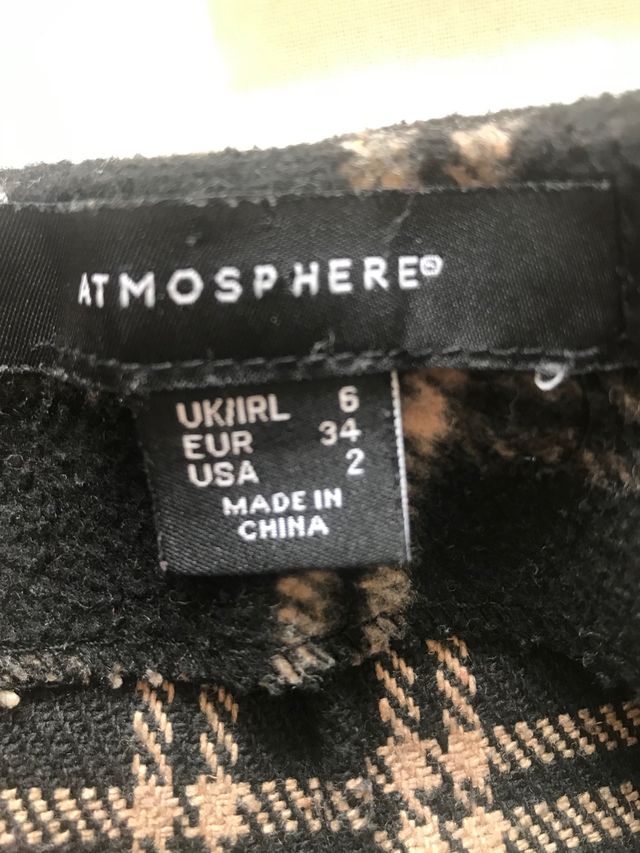 ATMOSPHERE®
UK/IRL 6
EUR 34
USA 2
MADE IN
CHINA